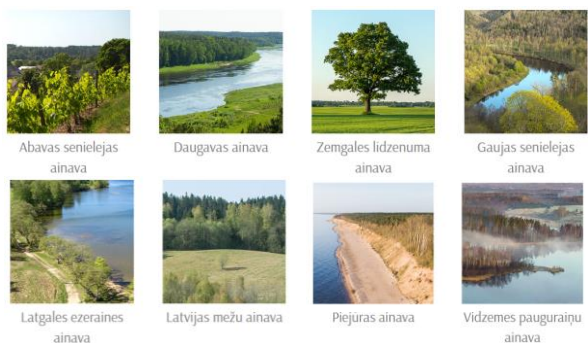 Abavas senielejas
ainava
Daugavas ainava
Zemgales līdzenuma
ainava
Gaujas senielejas
ainava
Latgales ezeraines
ainava
Latvijas mežu ainava
Piejūras ainava
Vidzemes pauguraiņu
ainava